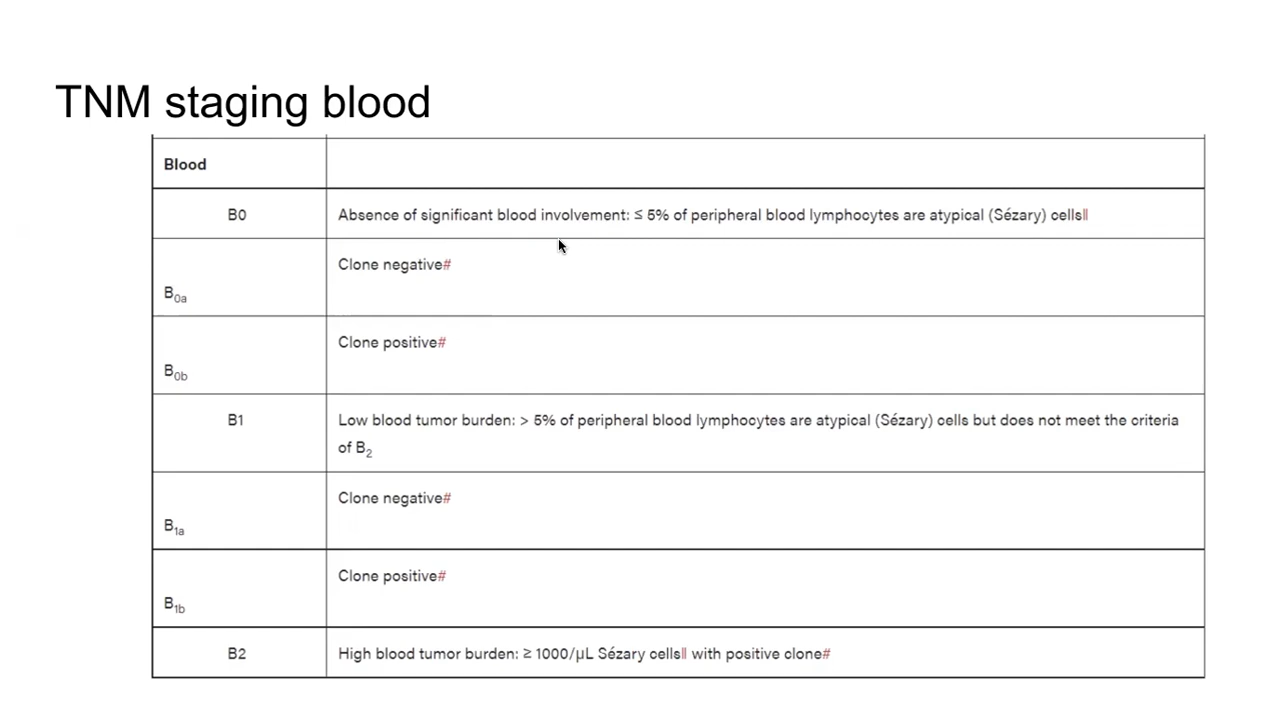 TNM staging blood
Blood
B0 Absence of significant blood involvement: ≤ 5% of peripheral blood lymphocytes are atypical (Sézary) cells‖
Clone negative#
B0a
Clone positive#
B0b
B1 Low blood tumor burden: > 5% of peripheral blood lymphocytes are atypical (Sézary) cells but does not meet the criteria
of B2
Clone negative#
B1a
Clone positive#
B1b
B2 High blood tumor burden: ≥ 1000/μL Sézary cells‖ with positive clone#